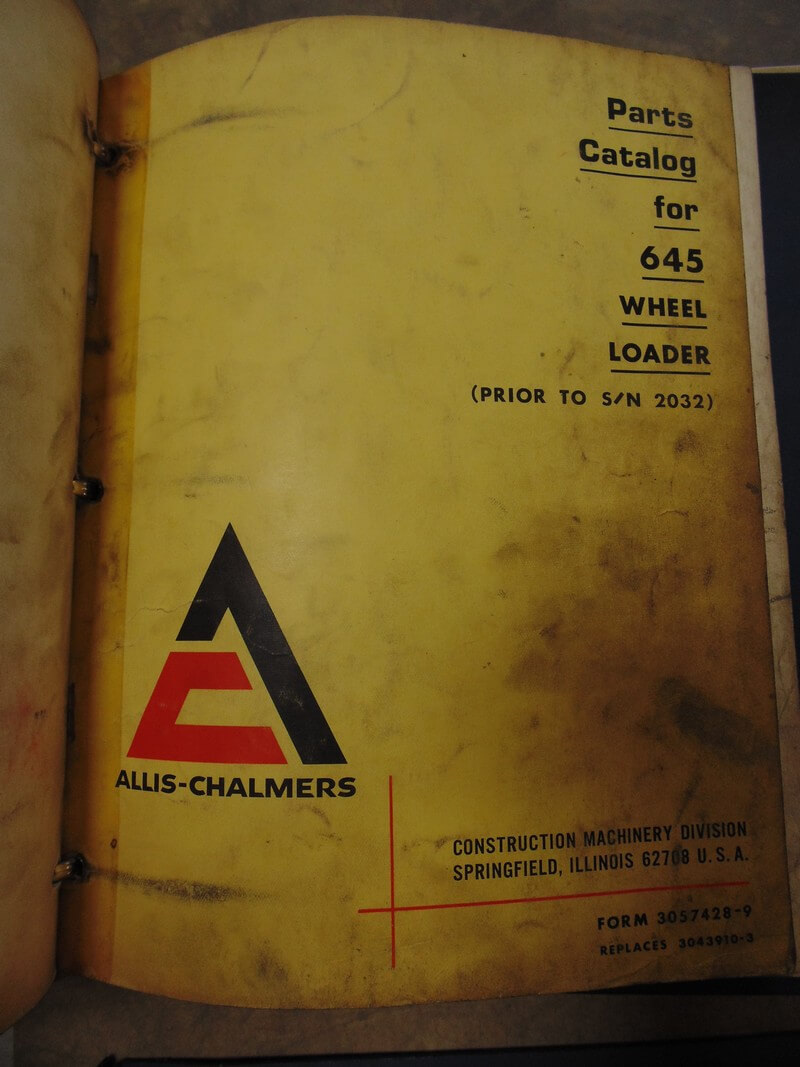 Parts
Catalog
for
645
WHEEL
LOADER
(PRIOR TO S/N 2032)
ALLIS-CHALMERS
CONSTRUCTION MACHINERY DIVISION
SPRINGFIELD, ILLINOIS 62708 U.S.A.
FORM 3057428-9
REPLACES 3043910-3